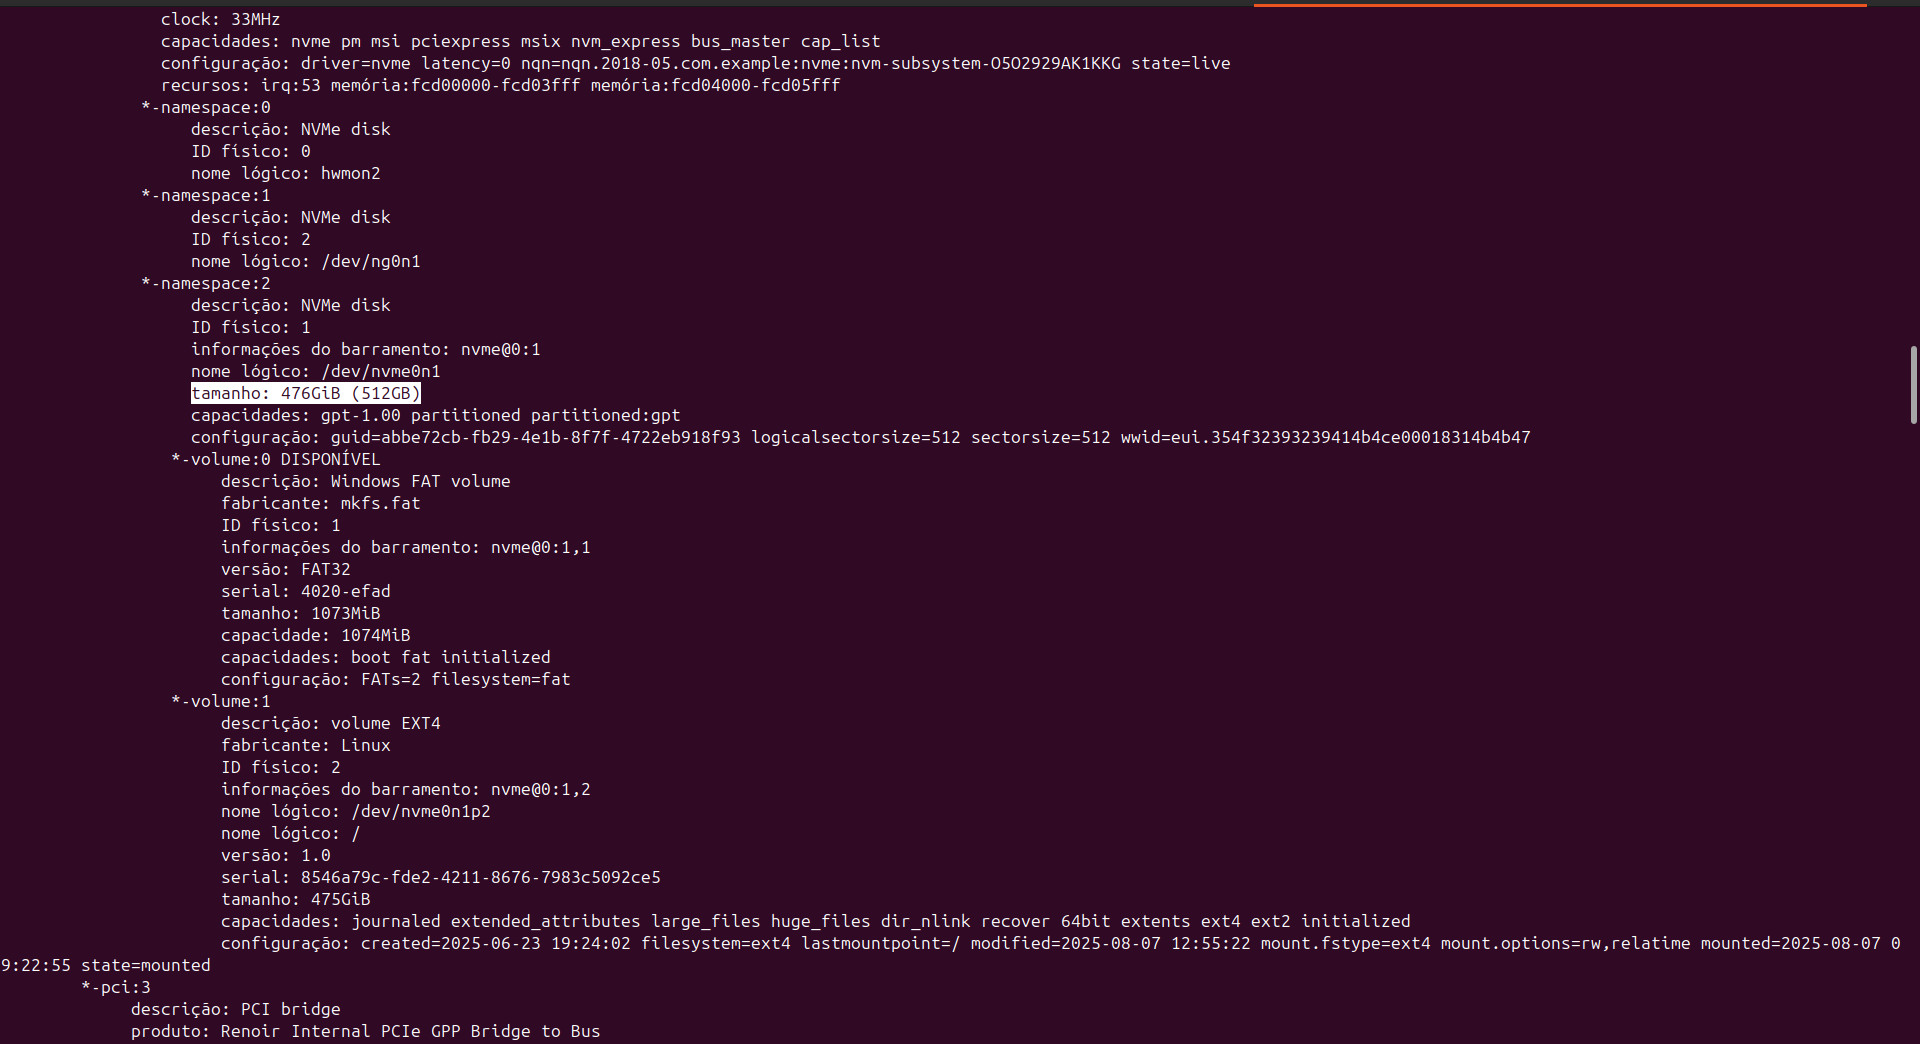 clock: 33MHz
capacidades: nvme pm msi pciexpress msix nvm_express bus_master cap_list
configuração: driver=nvme latency=0 nqn=nqn.2018-05.com.example:nvme:nvm-subsystem-O5O2929AK1KKG state=live
recursos: irq:53 memória:fcd00000-fcd03fff memória:fcd04000-fcd05fff
*-namespace:0
descrição: NVMe disk
ID físico: 0
nome lógico: hwmon2
*-namespace:1
descrição: NVMe disk
ID físico: 2
nome lógico: /dev/ng0n1
*-namespace:2
descrição: NVMe disk
ID físico: 1
informações do barramento: nvme@0:1
nome lógico: /dev/nvme0n1
tamanho: 476GiB (512GB)
capacidades: gpt-1.00 partitioned partitioned:gpt
configuração: guid=abbe72cb-fb29-4e1b-8f7f-4722eb918f93 logicalsectorsize=512 sectorsize=512 wwid=eui.354f32393239414b4ce00018314b4b47
*-volume:0 DISPONÍVEL
descrição: Windows FAT volume
fabricante: mkfs.fat
ID físico: 1
informações do barramento: nvme@0:1,1
versão: FAT32
serial: 4020-efad
tamanho: 1073MiB
capacidade: 1074MiB
capacidades: boot fat initialized
configuração: FATs=2 filesystem=fat
*-volume:1
descrição: volume EXT4
fabricante: Linux
ID físico: 2
informações do barramento: nvme@0:1,2
nome lógico: /dev/nvme0n1p2
nome lógico: /
versão: 1.0
serial: 8546a79c-fde2-4211-8676-7983c5092ce5
tamanho: 475GiB
capacidades: journaled extended_attributes large_files huge_files dir_nlink recover 64bit extents ext4 ext2 initialized
configuração: created=2025-06-23 19:24:02 filesystem=ext4 lastmountpoint=/ modified=2025-08-07 12:55:22 mount.fstype=ext4 mount.options=rw,relatime mounted=2025-08-07 0
9:22:55 state=mounted
*-pci:3
descrição: PCI bridge
produto: Renoir Internal PCIe GPP Bridge to Bus